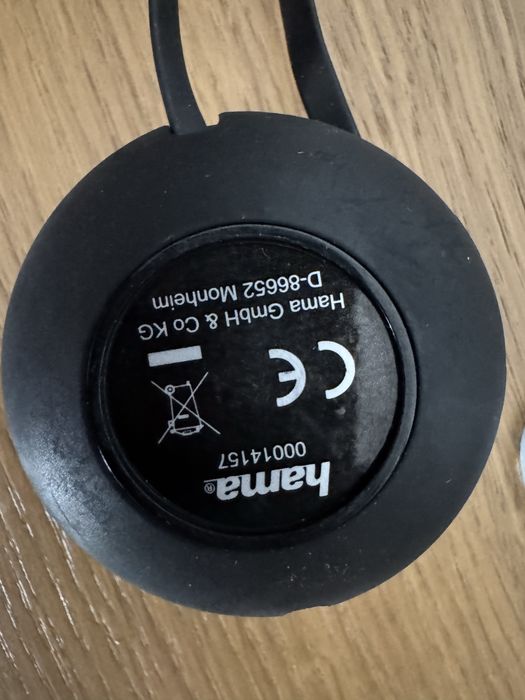 hama®
00014157
CE
Hama GmbH & Co KG
D-86652 Monheim